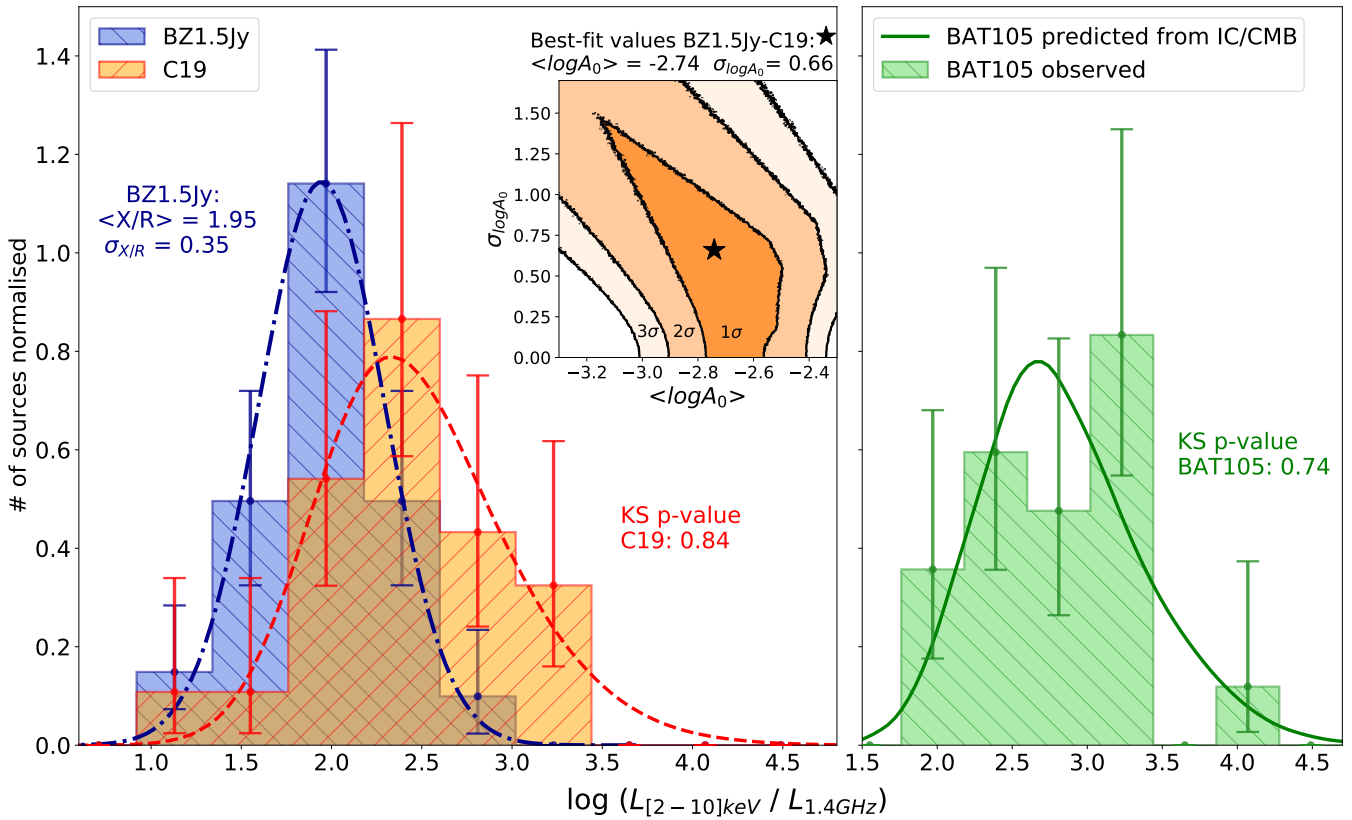 BZ1.5Jy
C19
Best-fit values BZ1.5Jy-C19:★
<logA₀> = -2.74 σ_logA₀ = 0.66
BZ1.5Jy:
<X/R> = 1.95
σ_X/R = 0.35
KS p-value
C19: 0.84
# of sources normalised
0.0
0.2
0.4
0.6
0.8
1.0
1.2
1.4
1.0 1.5 2.0 2.5 3.0 3.5 4.0 4.5
σ_logA₀
0.00
0.25
0.50
0.75
1.00
1.25
1.50
3σ 2σ 1σ
−3.2 −3.0 −2.8 −2.6 −2.4
<logA₀>
BAT105 predicted from IC/CMB
BAT105 observed
KS p-value
BAT105: 0.74
1.5 2.0 2.5 3.0 3.5 4.0 4.5
log (L_[2−10]keV / L_1.4GHz)